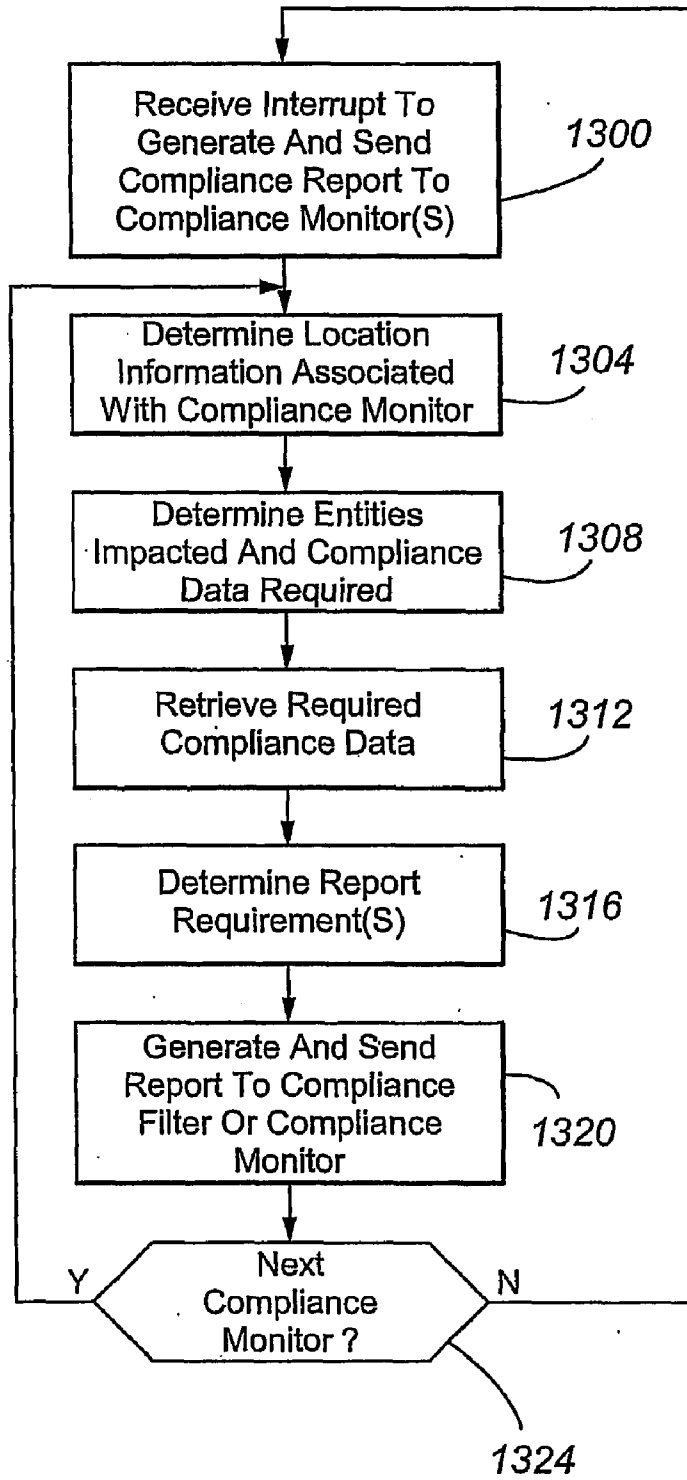 Receive Interrupt To
Generate And Send
Compliance Report To
Compliance Monitor(S)
1300
Determine Location
Information Associated
With Compliance Monitor
1304
Determine Entities
Impacted And Compliance
Data Required
1308
Retrieve Required
Compliance Data
1312
Determine Report
Requirement(S)
1316
Generate And Send
Report To Compliance
Filter Or Compliance
Monitor
1320
Y
Next
Compliance
Monitor ?
N
1324